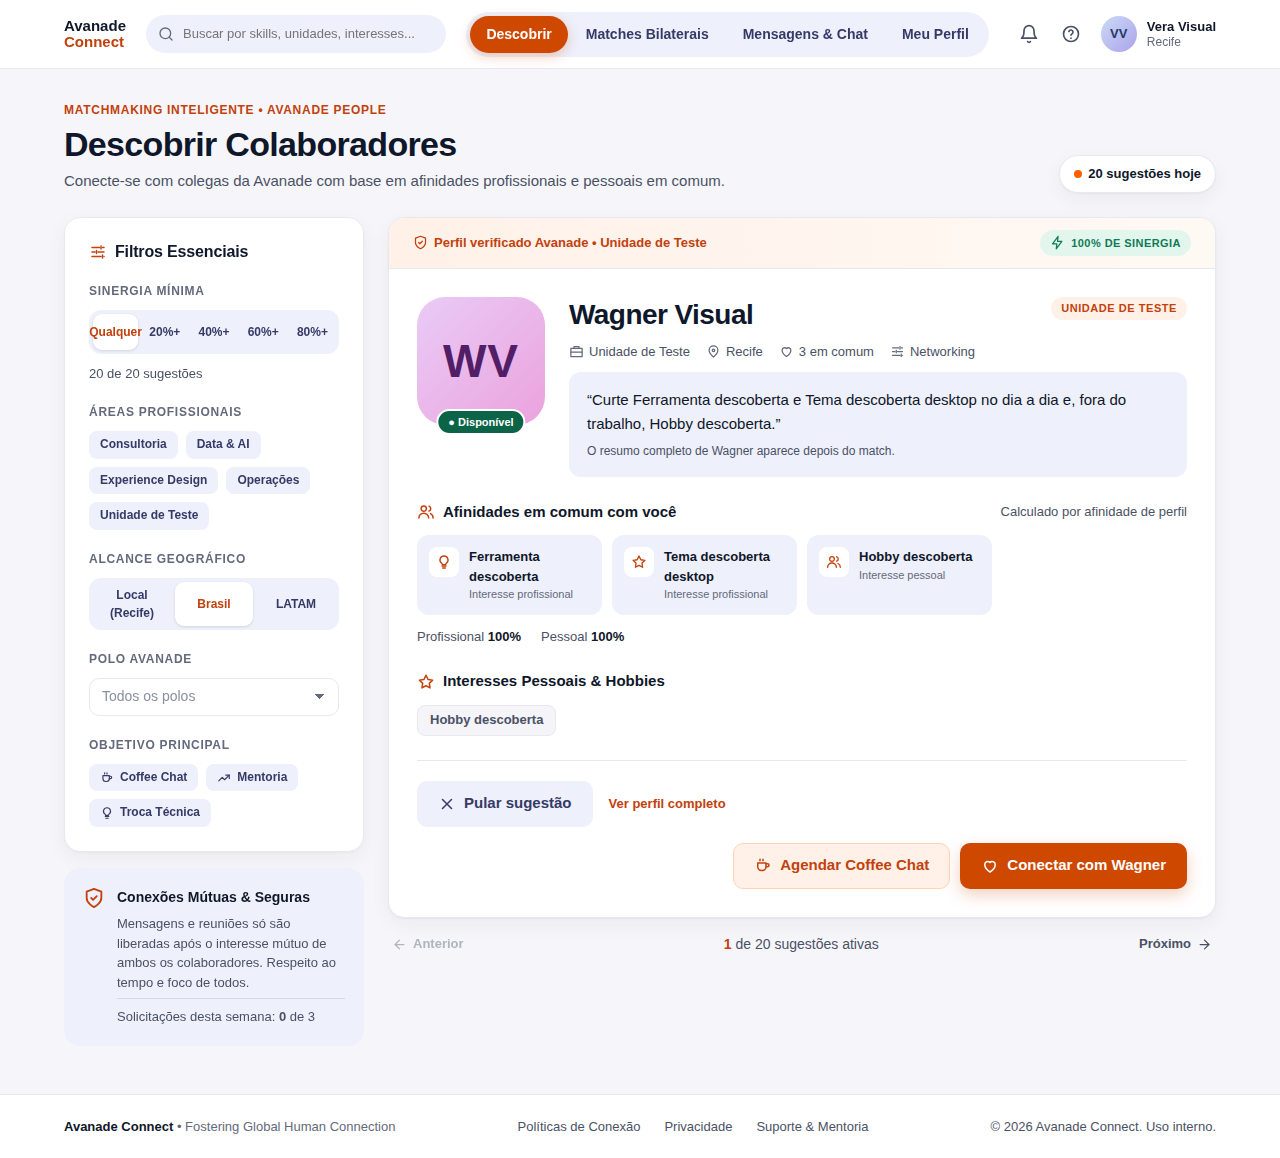 Avanade
Connect
Buscar por skills, unidades, interesses...
Descobrir
Matches Bilaterais
Mensagens & Chat
Meu Perfil
VV
Vera Visual
Recife
MATCHMAKING INTELIGENTE • AVANADE PEOPLE
Descobrir Colaboradores
Conecte-se com colegas da Avanade com base em afinidades profissionais e pessoais em comum.
20 sugestões hoje
Filtros Essenciais
SINERGIA MÍNIMA
Qualquer 20%+ 40%+ 60%+ 80%+
20 de 20 sugestões
ÁREAS PROFISSIONAIS
Consultoria Data & AI
Experience Design Operações
Unidade de Teste
ALCANCE GEOGRÁFICO
Local
(Recife)
Brasil
LATAM
POLO AVANADE
Todos os polos
OBJETIVO PRINCIPAL
Coffee Chat Mentoria
Troca Técnica
Conexões Mútuas & Seguras
Mensagens e reuniões só são
liberadas após o interesse mútuo de
ambos os colaboradores. Respeito ao
tempo e foco de todos.
Solicitações desta semana: 0 de 3
Perfil verificado Avanade • Unidade de Teste
100% DE SINERGIA
WV
● Disponível
Wagner Visual
UNIDADE DE TESTE
Unidade de Teste Recife 3 em comum Networking
“Curte Ferramenta descoberta e Tema descoberta desktop no dia a dia e, fora do
trabalho, Hobby descoberta.”
O resumo completo de Wagner aparece depois do match.
Afinidades em comum com você
Calculado por afinidade de perfil
Ferramenta
descoberta
Interesse profissional
Tema descoberta
desktop
Interesse profissional
Hobby descoberta
Interesse pessoal
Profissional 100% Pessoal 100%
Interesses Pessoais & Hobbies
Hobby descoberta
Pular sugestão
Ver perfil completo
Agendar Coffee Chat
Conectar com Wagner
Anterior
1 de 20 sugestões ativas
Próximo
Avanade Connect • Fostering Global Human Connection
Políticas de Conexão Privacidade Suporte & Mentoria
© 2026 Avanade Connect. Uso interno.